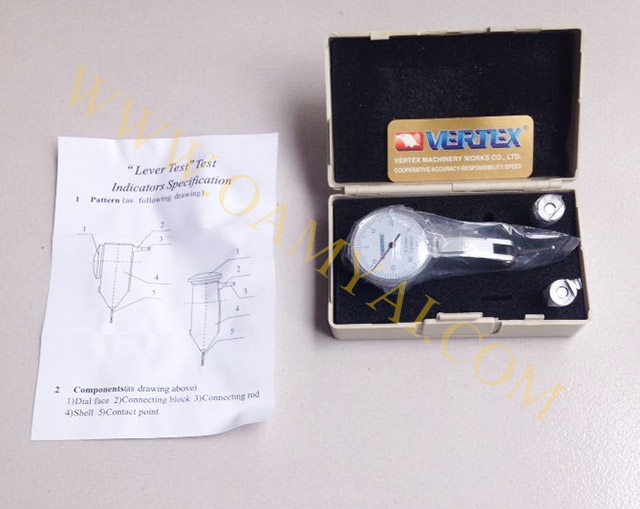 "Lever Test" Test
Indicators Specification
1 Pattern (as following drawing)
1
2
3
4
5
1
2
3
4
5
2 Components(as drawing above)
1)Dial face 2)Connecting block 3)Connecting rod
4)Shell 5)Contact point
VERTEX
VERTEX MACHINERY WORKS CO., LTD.
COOPERATIVE ACCURACY RESPONSIBILITY SPEED
WWW.OAMYAI.COM